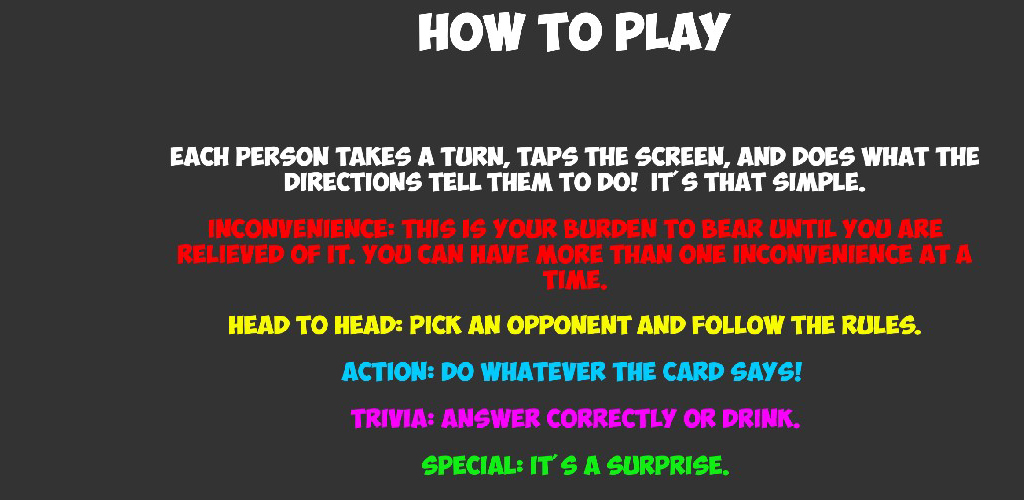 HOW TO PLAY
EACH PERSON TAKES A TURN, TAPS THE SCREEN, AND DOES WHAT THE
DIRECTIONS TELL THEM TO DO!  IT´S THAT SIMPLE.
INCONVENIENCE: THIS IS YOUR BURDEN TO BEAR UNTIL YOU ARE
RELIEVED OF IT. YOU CAN HAVE MORE THAN ONE INCONVENIENCE AT A
TIME.
HEAD TO HEAD: PICK AN OPPONENT AND FOLLOW THE RULES.
ACTION: DO WHATEVER THE CARD SAYS!
TRIVIA: ANSWER CORRECTLY OR DRINK.
SPECIAL: IT´S A SURPRISE.